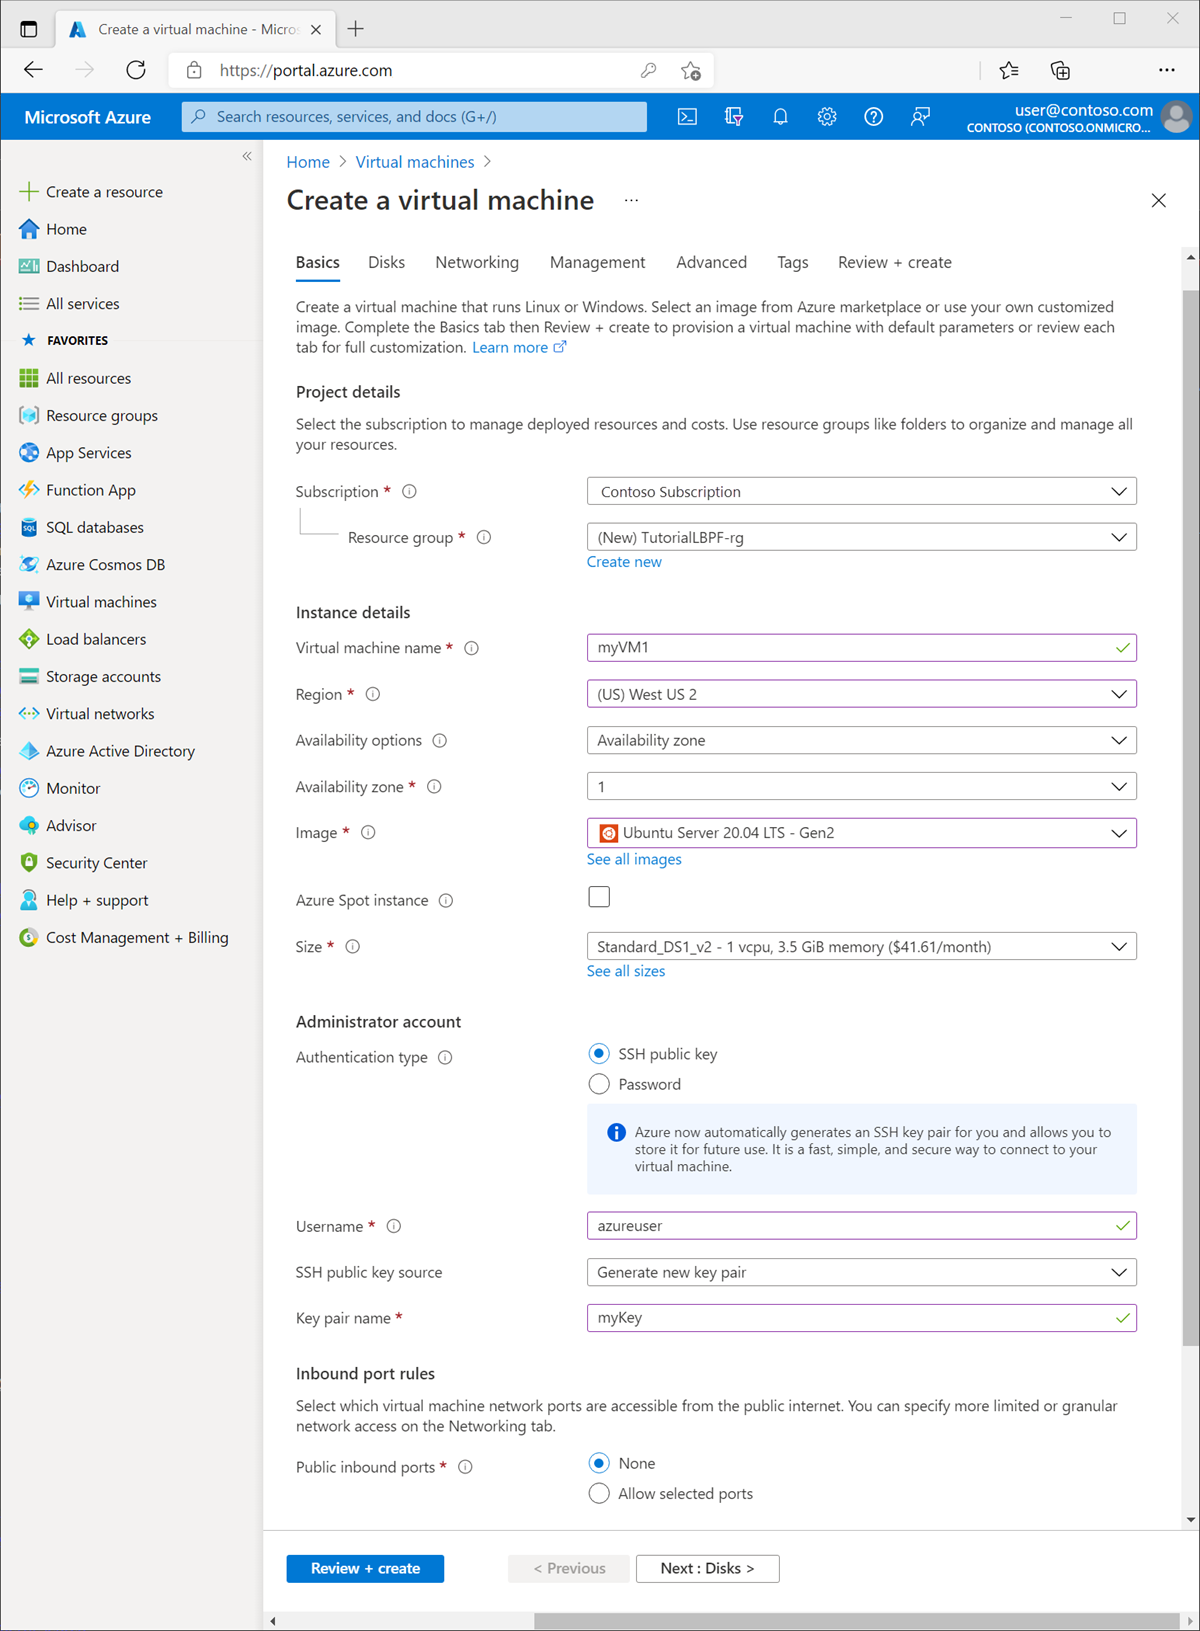 Create a virtual machine - Micros
https://portal.azure.com
Microsoft Azure
Search resources, services, and docs (G+/)
user@contoso.com
CONTOSO (CONTOSO.ONMICRO...
Create a resource
Home
Dashboard
All services
FAVORITES
All resources
Resource groups
App Services
Function App
SQL databases
Azure Cosmos DB
Virtual machines
Load balancers
Storage accounts
Virtual networks
Azure Active Directory
Monitor
Advisor
Security Center
Help + support
Cost Management + Billing
Home > Virtual machines >
Create a virtual machine ...
Basics Disks Networking Management Advanced Tags Review + create
Create a virtual machine that runs Linux or Windows. Select an image from Azure marketplace or use your own customized
image. Complete the Basics tab then Review + create to provision a virtual machine with default parameters or review each
tab for full customization. Learn more
Project details
Select the subscription to manage deployed resources and costs. Use resource groups like folders to organize and manage all
your resources.
Subscription * Contoso Subscription
Resource group * (New) TutorialLBPF-rg
Create new
Instance details
Virtual machine name * myVM1
Region * (US) West US 2
Availability options Availability zone
Availability zone * 1
Image * Ubuntu Server 20.04 LTS - Gen2
See all images
Azure Spot instance
Size * Standard_DS1_v2 - 1 vcpu, 3.5 GiB memory ($41.61/month)
See all sizes
Administrator account
Authentication type SSH public key
Password
Azure now automatically generates an SSH key pair for you and allows you to
store it for future use. It is a fast, simple, and secure way to connect to your
virtual machine.
Username * azureuser
SSH public key source Generate new key pair
Key pair name * myKey
Inbound port rules
Select which virtual machine network ports are accessible from the public internet. You can specify more limited or granular
network access on the Networking tab.
Public inbound ports * None
Allow selected ports
Review + create < Previous Next : Disks >